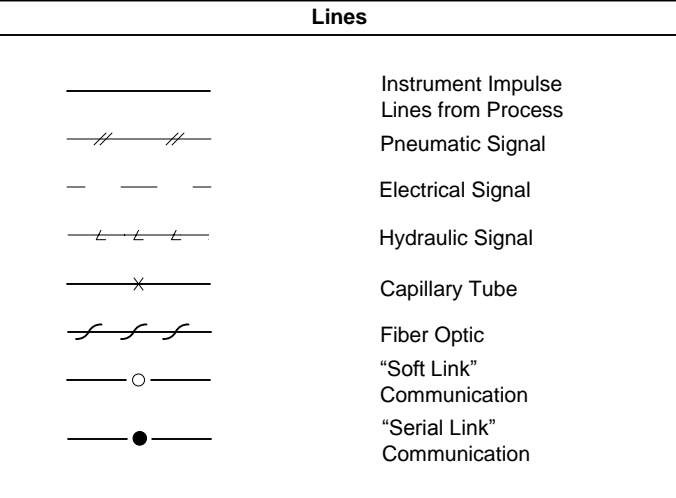 Lines
Instrument Impulse
Lines from Process
Pneumatic Signal
Electrical Signal
Hydraulic Signal
Capillary Tube
Fiber Optic
“Soft Link”
Communication
“Serial Link”
Communication